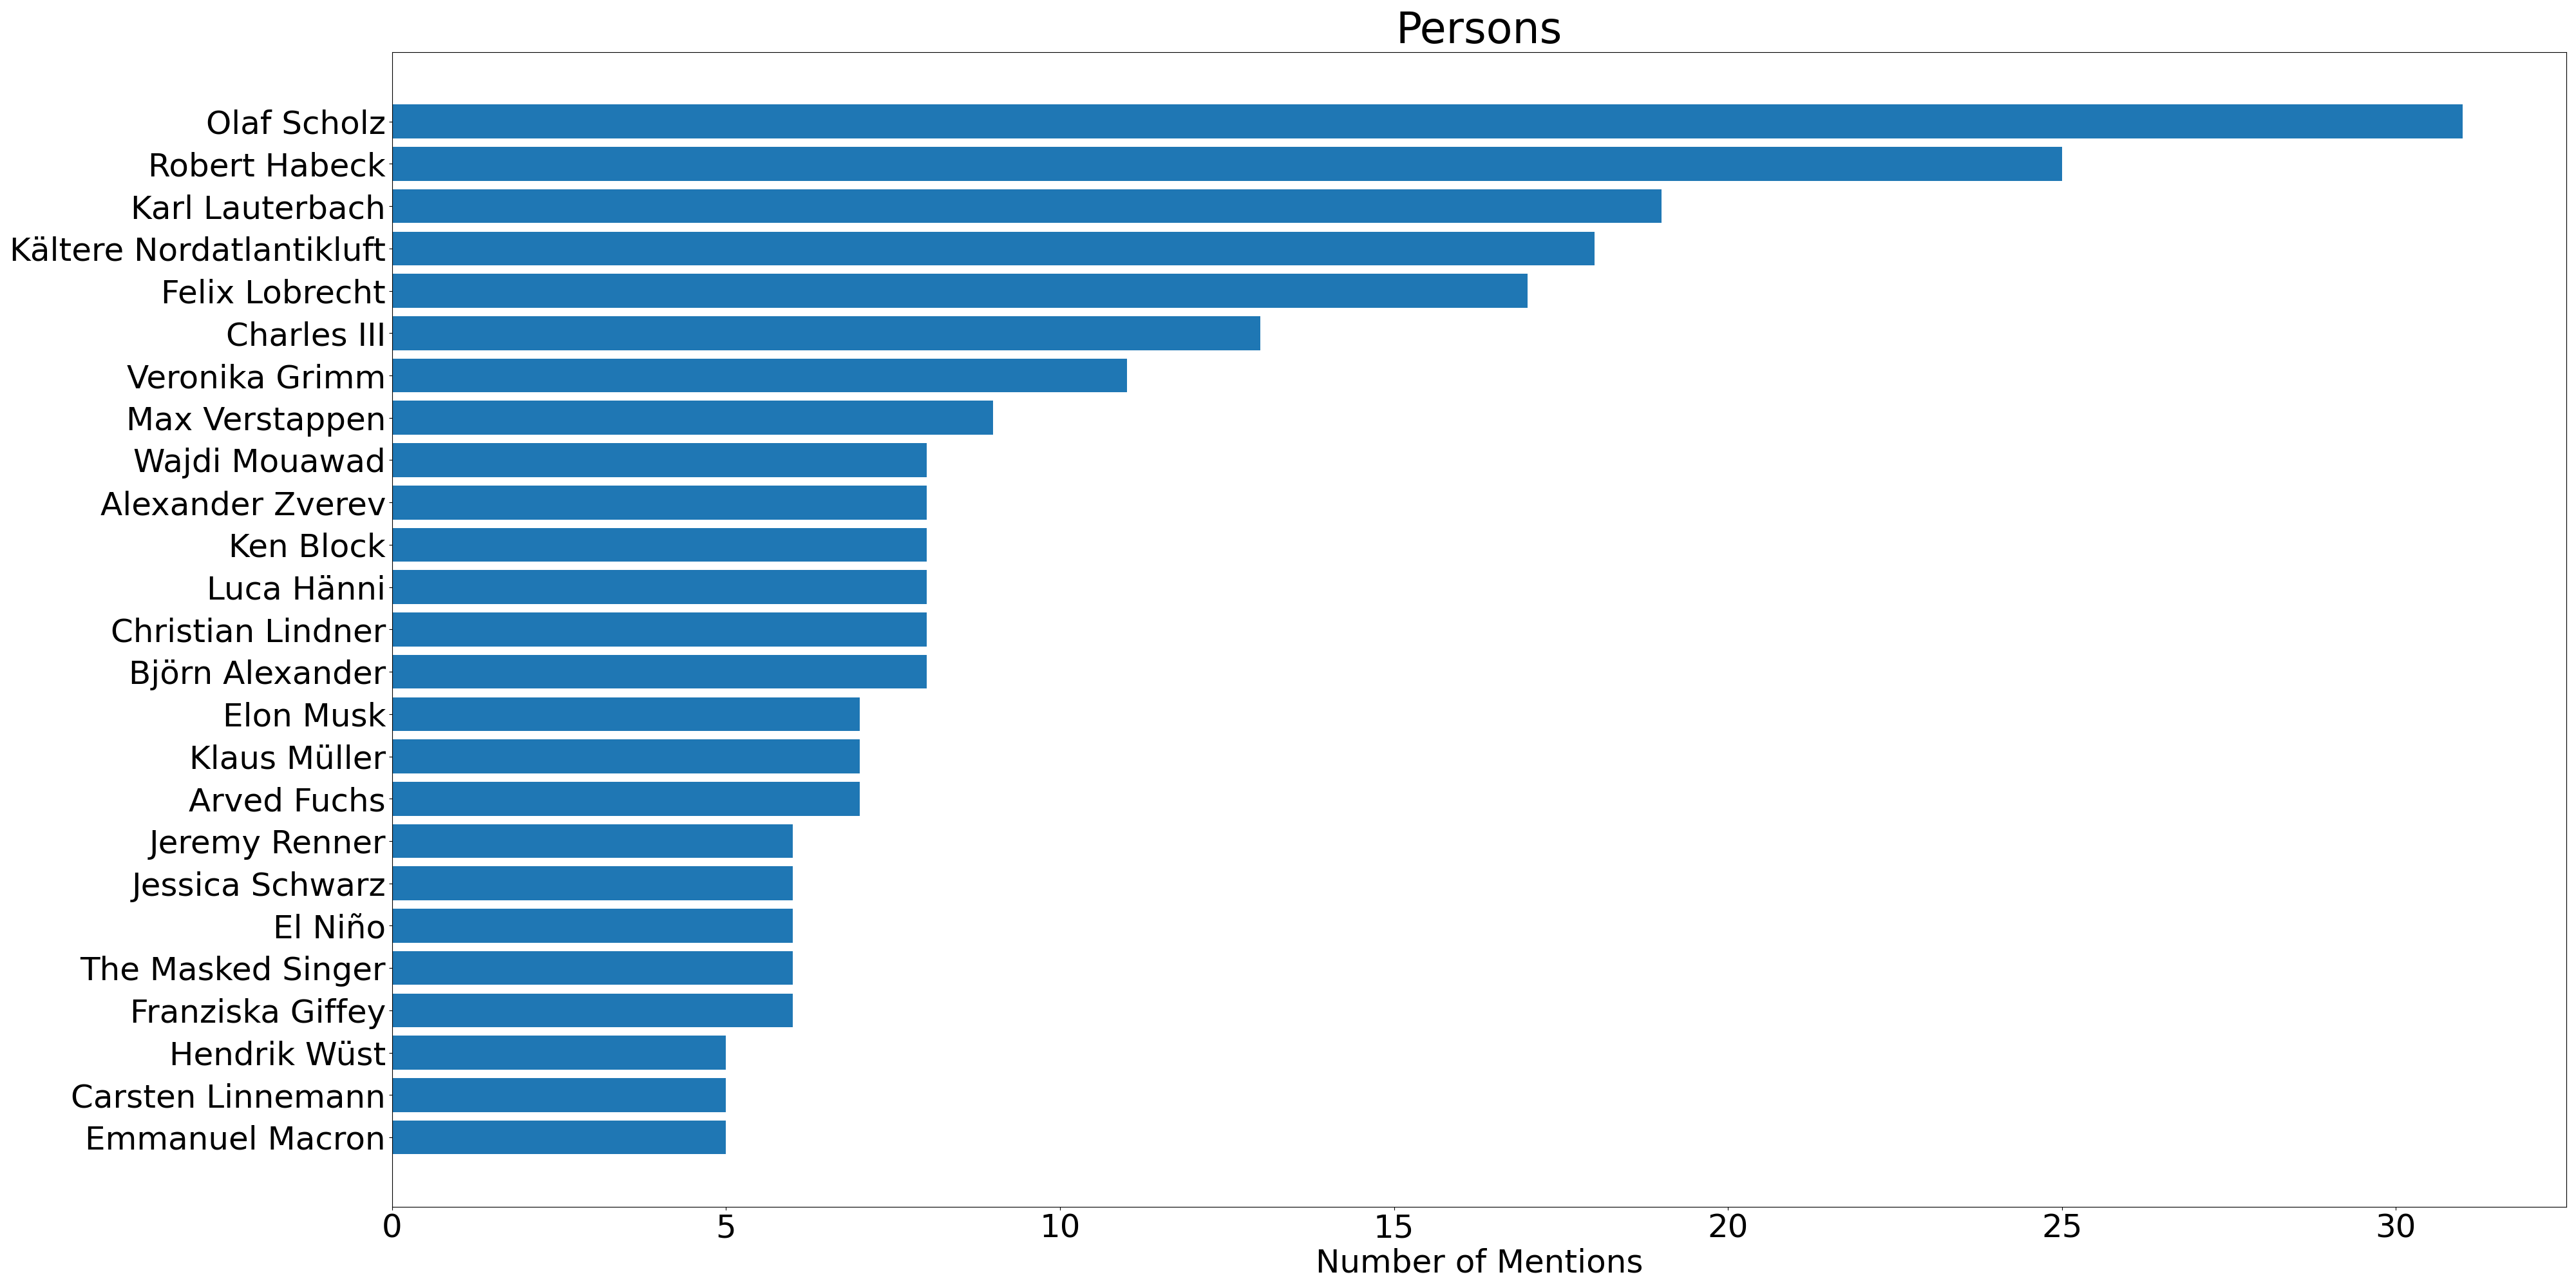 Persons
Olaf Scholz
Robert Habeck
Karl Lauterbach
Kältere Nordatlantikluft
Felix Lobrecht
Charles III
Veronika Grimm
Max Verstappen
Wajdi Mouawad
Alexander Zverev
Ken Block
Luca Hänni
Christian Lindner
Björn Alexander
Elon Musk
Klaus Müller
Arved Fuchs
Jeremy Renner
Jessica Schwarz
El Niño
The Masked Singer
Franziska Giffey
Hendrik Wüst
Carsten Linnemann
Emmanuel Macron
0 5 10 15 20 25 30
Number of Mentions